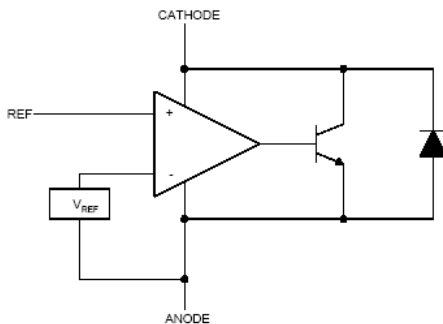 CATHODE
REF
+
-
VREF
ANODE